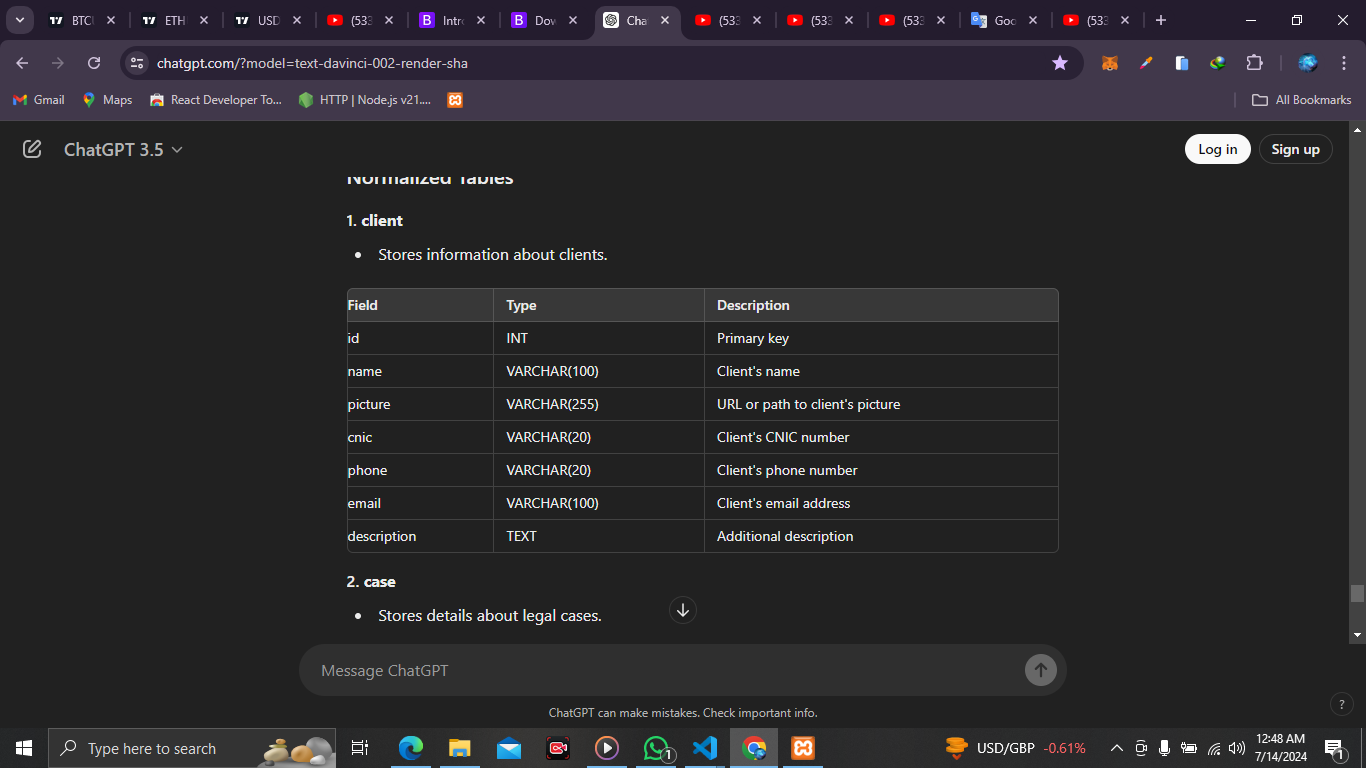 BTCU
ETH
USD
(533
Intro
Dow
Cha
(533
(533
(533
Goo
(533
chatgpt.com/?model=text-davinci-002-render-sha
Gmail Maps React Developer To... HTTP | Node.js v21.... All Bookmarks
ChatGPT 3.5 Log in Sign up
Normalized Tables
1. client
• Stores information about clients.
Field Type Description
id INT Primary key
name VARCHAR(100) Client's name
picture VARCHAR(255) URL or path to client's picture
cnic VARCHAR(20) Client's CNIC number
phone VARCHAR(20) Client's phone number
email VARCHAR(100) Client's email address
description TEXT Additional description
2. case
• Stores details about legal cases.
Message ChatGPT
ChatGPT can make mistakes. Check important info.
?
Type here to search
1
USD/GBP -0.61%
12:48 AM
7/14/2024
1